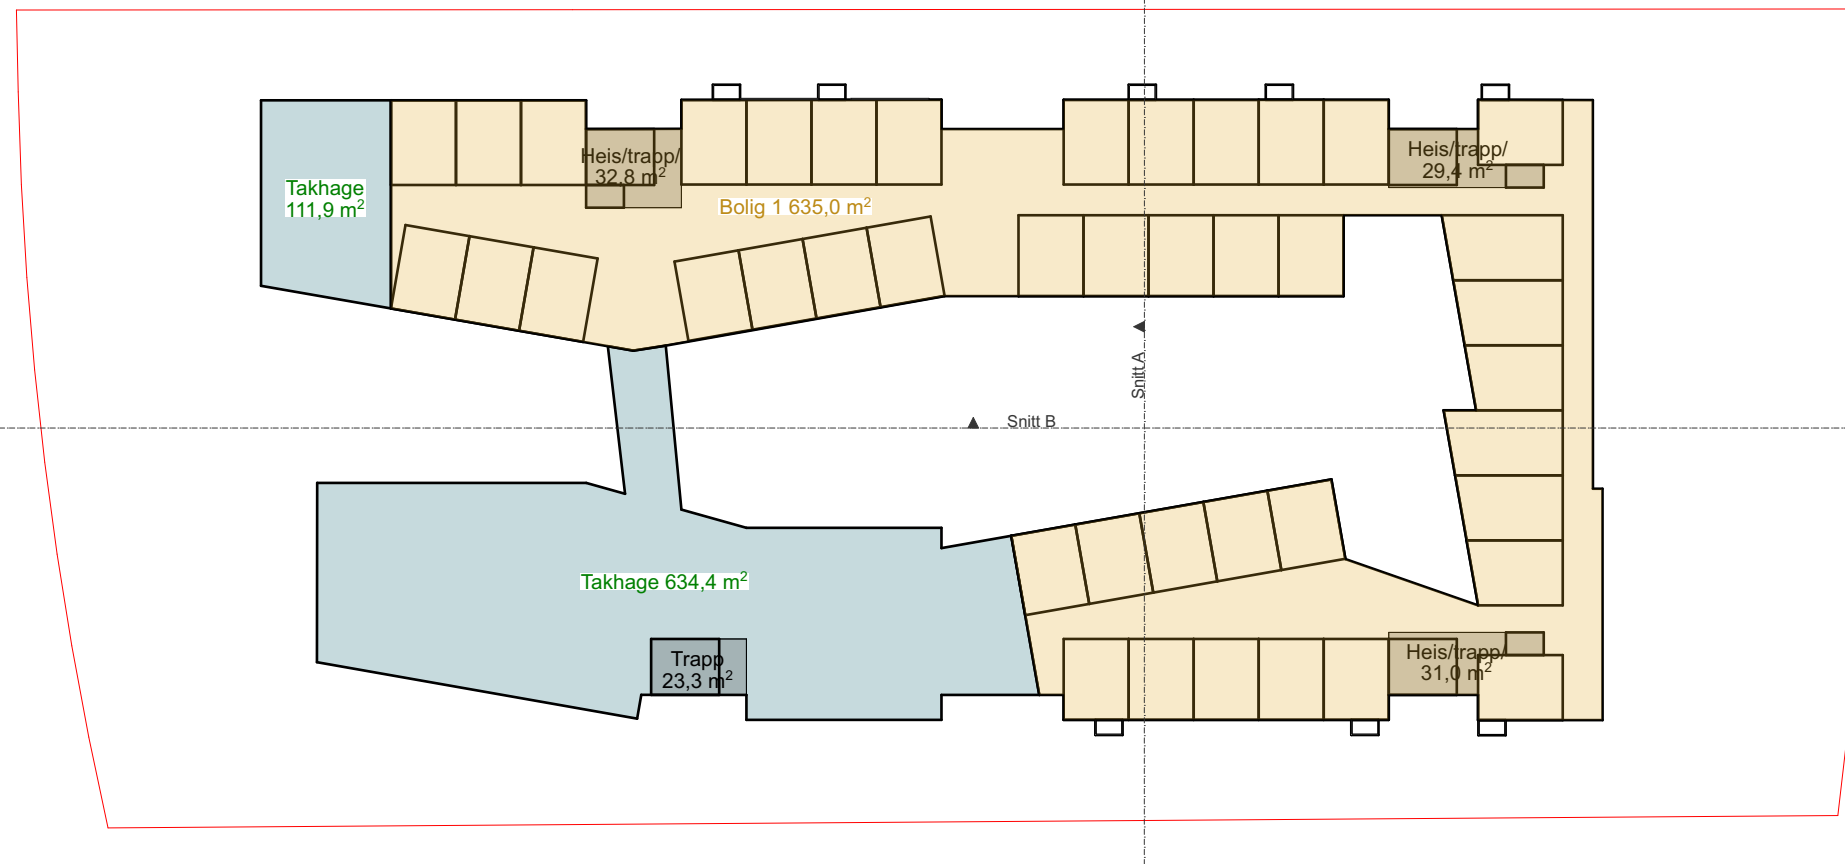 Heis/trapp/
32,8 m²
Heis/trapp/
29,4 m²
Takhage
111,9 m²
Bolig 1 635,0 m²
Snitt A
Snitt B
Takhage 634,4 m²
Trapp
23,3 m²
Heis/trapp/
31,0 m²